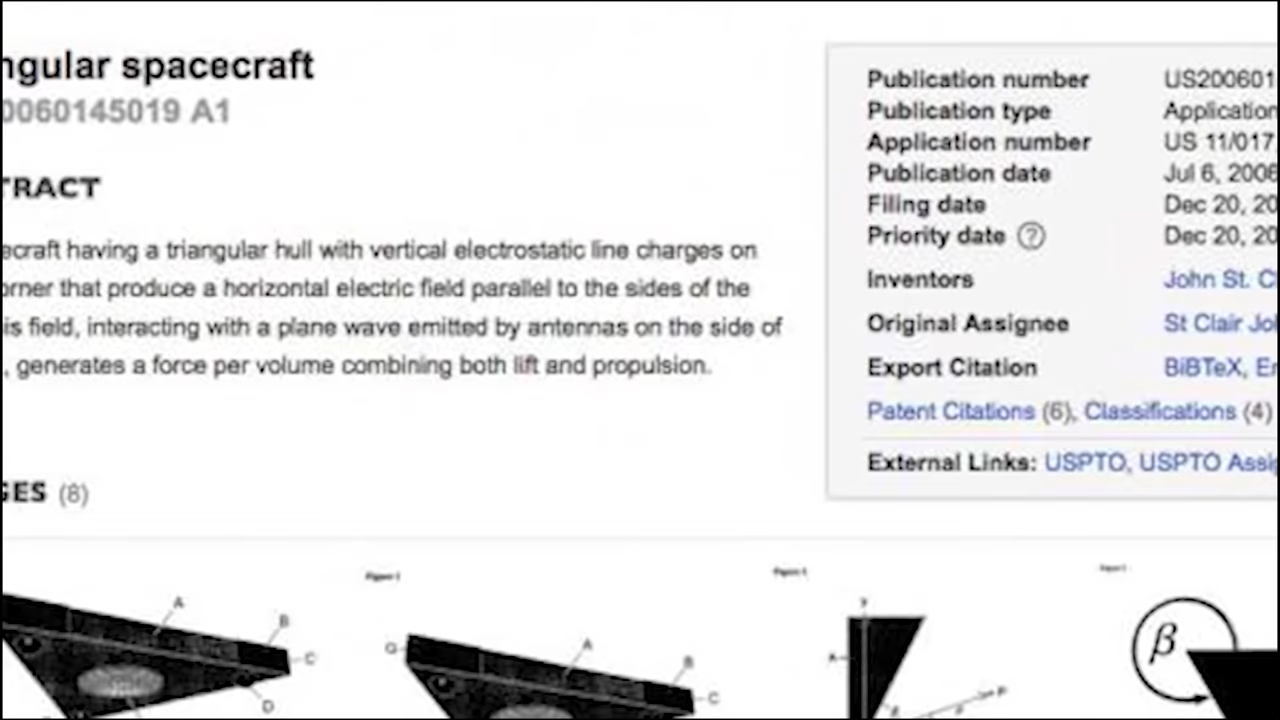 ngular spacecraft
0060145019 A1
TRACT
ecraft having a triangular hull with vertical electrostatic line charges on
orner that produce a horizontal electric field parallel to the sides of the
is field, interacting with a plane wave emitted by antennas on the side of
, generates a force per volume combining both lift and propulsion.
GES (8)
Publication number US200601
Publication type Application
Application number US 11/017
Publication date Jul 6, 2006
Filing date Dec 20, 20
Priority date ? Dec 20, 20
Inventors John St. C
Original Assignee St Clair Jo
Export Citation BiBTeX, E
Patent Citations (6), Classifications (4)
External Links: USPTO, USPTO Assi
A
B
C
D
G
A
B
C
A
β